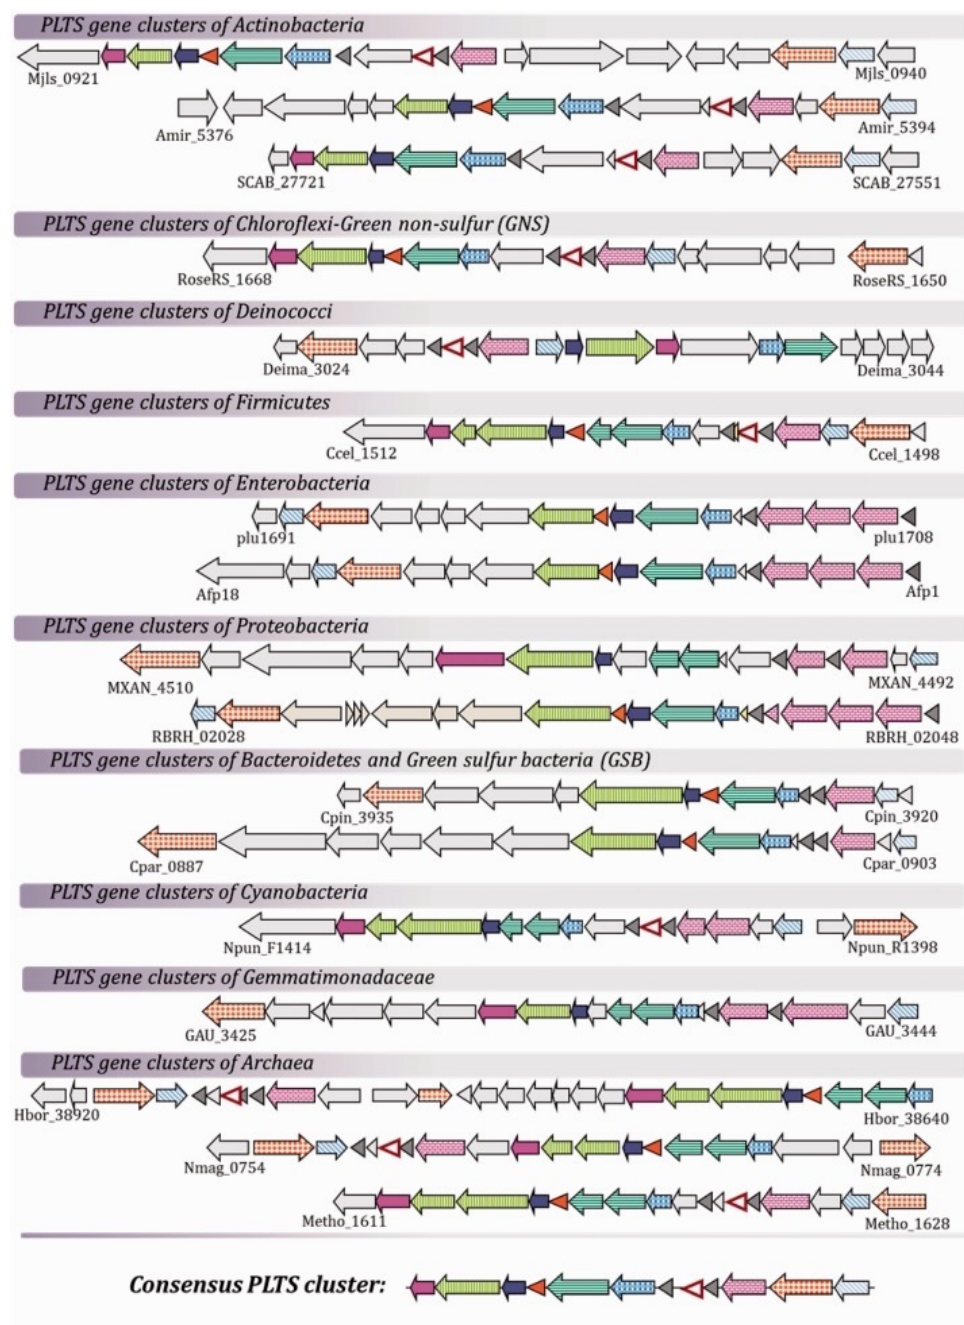 PLTS gene clusters of Actinobacteria
Mjls_0921 Mjls_0940
Amir_5376 Amir_5394
SCAB_27721 SCAB_27551
PLTS gene clusters of Chloroflexi-Green non-sulfur (GNS)
RoseRS_1668 RoseRS_1650
PLTS gene clusters of Deinococci
Deima_3024 Deima_3044
PLTS gene clusters of Firmicutes
Ccel_1512 Ccel_1498
PLTS gene clusters of Enterobacteria
plu1691 plu1708
Afp18 Afp1
PLTS gene clusters of Proteobacteria
MXAN_4510 MXAN_4492
RBRH_02028 RBRH_02048
PLTS gene clusters of Bacteroidetes and Green sulfur bacteria (GSB)
Cpin_3935 Cpin_3920
Cpar_0887 Cpar_0903
PLTS gene clusters of Cyanobacteria
Npun_F1414 Npun_R1398
PLTS gene clusters of Gemmatimonadaceae
GAU_3425 GAU_3444
PLTS gene clusters of Archaea
Hbor_38920 Hbor_38640
Nmag_0754 Nmag_0774
Metho_1611 Metho_1628
Consensus PLTS cluster: